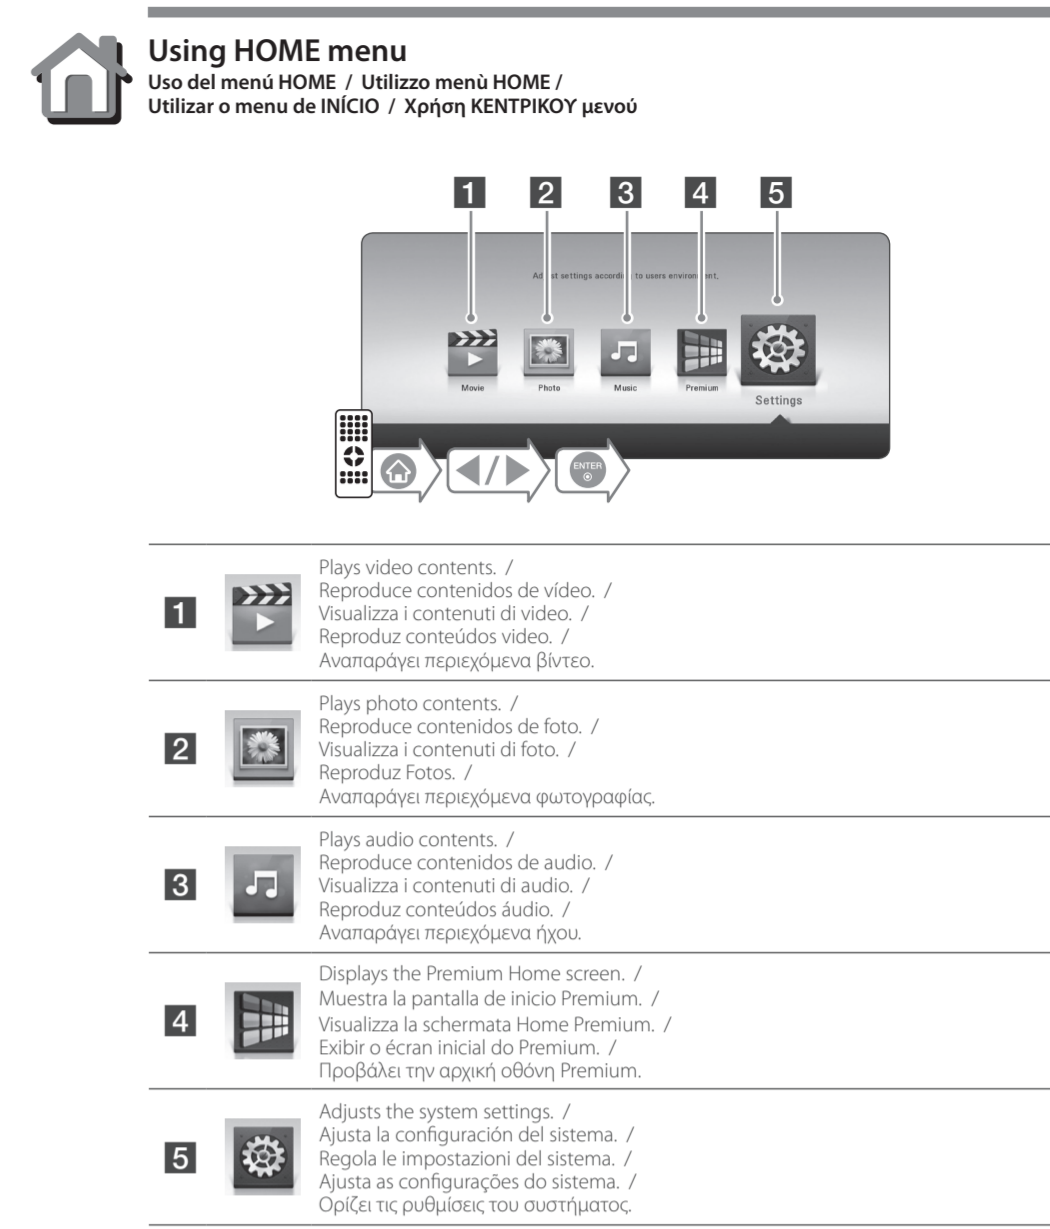 Using HOME menu
Uso del menú HOME / Utilizzo menù HOME /
Utilizar o menu de INÍCIO / Χρήση ΚΕΝΤΡΙΚΟΥ μενού
1 2 3 4 5
Adjust settings according to users environment.
Movie Photo Music Premium Settings
ENTER
1
Plays video contents. /
Reproduce contenidos de vídeo. /
Visualizza i contenuti di video. /
Reproduz conteúdos video. /
Αναπαράγει περιεχόμενα βίντεο.
2
Plays photo contents. /
Reproduce contenidos de foto. /
Visualizza i contenuti di foto. /
Reproduz Fotos. /
Αναπαράγει περιεχόμενα φωτογραφίας.
3
Plays audio contents. /
Reproduce contenidos de audio. /
Visualizza i contenuti di audio. /
Reproduz conteúdos áudio. /
Αναπαράγει περιεχόμενα ήχου.
4
Displays the Premium Home screen. /
Muestra la pantalla de inicio Premium. /
Visualizza la schermata Home Premium. /
Exibir o écran inicial do Premium. /
Προβάλει την αρχική οθόνη Premium.
5
Adjusts the system settings. /
Ajusta la configuración del sistema. /
Regola le impostazioni del sistema. /
Ajusta as configurações do sistema. /
Ορίζει τις ρυθμίσεις του συστήματος.